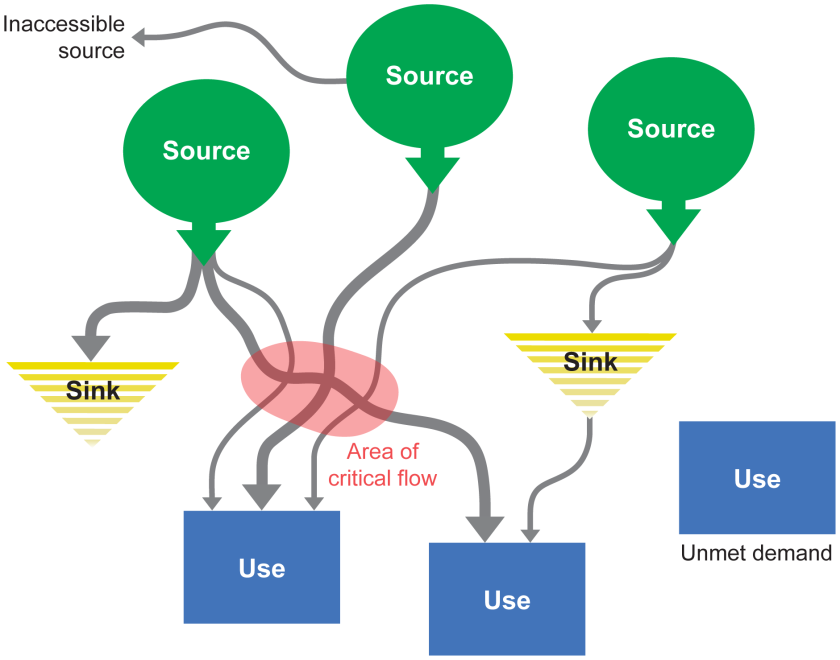 Inaccessible
source
Source
Source
Source
Sink
Sink
Area of
critical flow
Use
Use
Use
Unmet demand